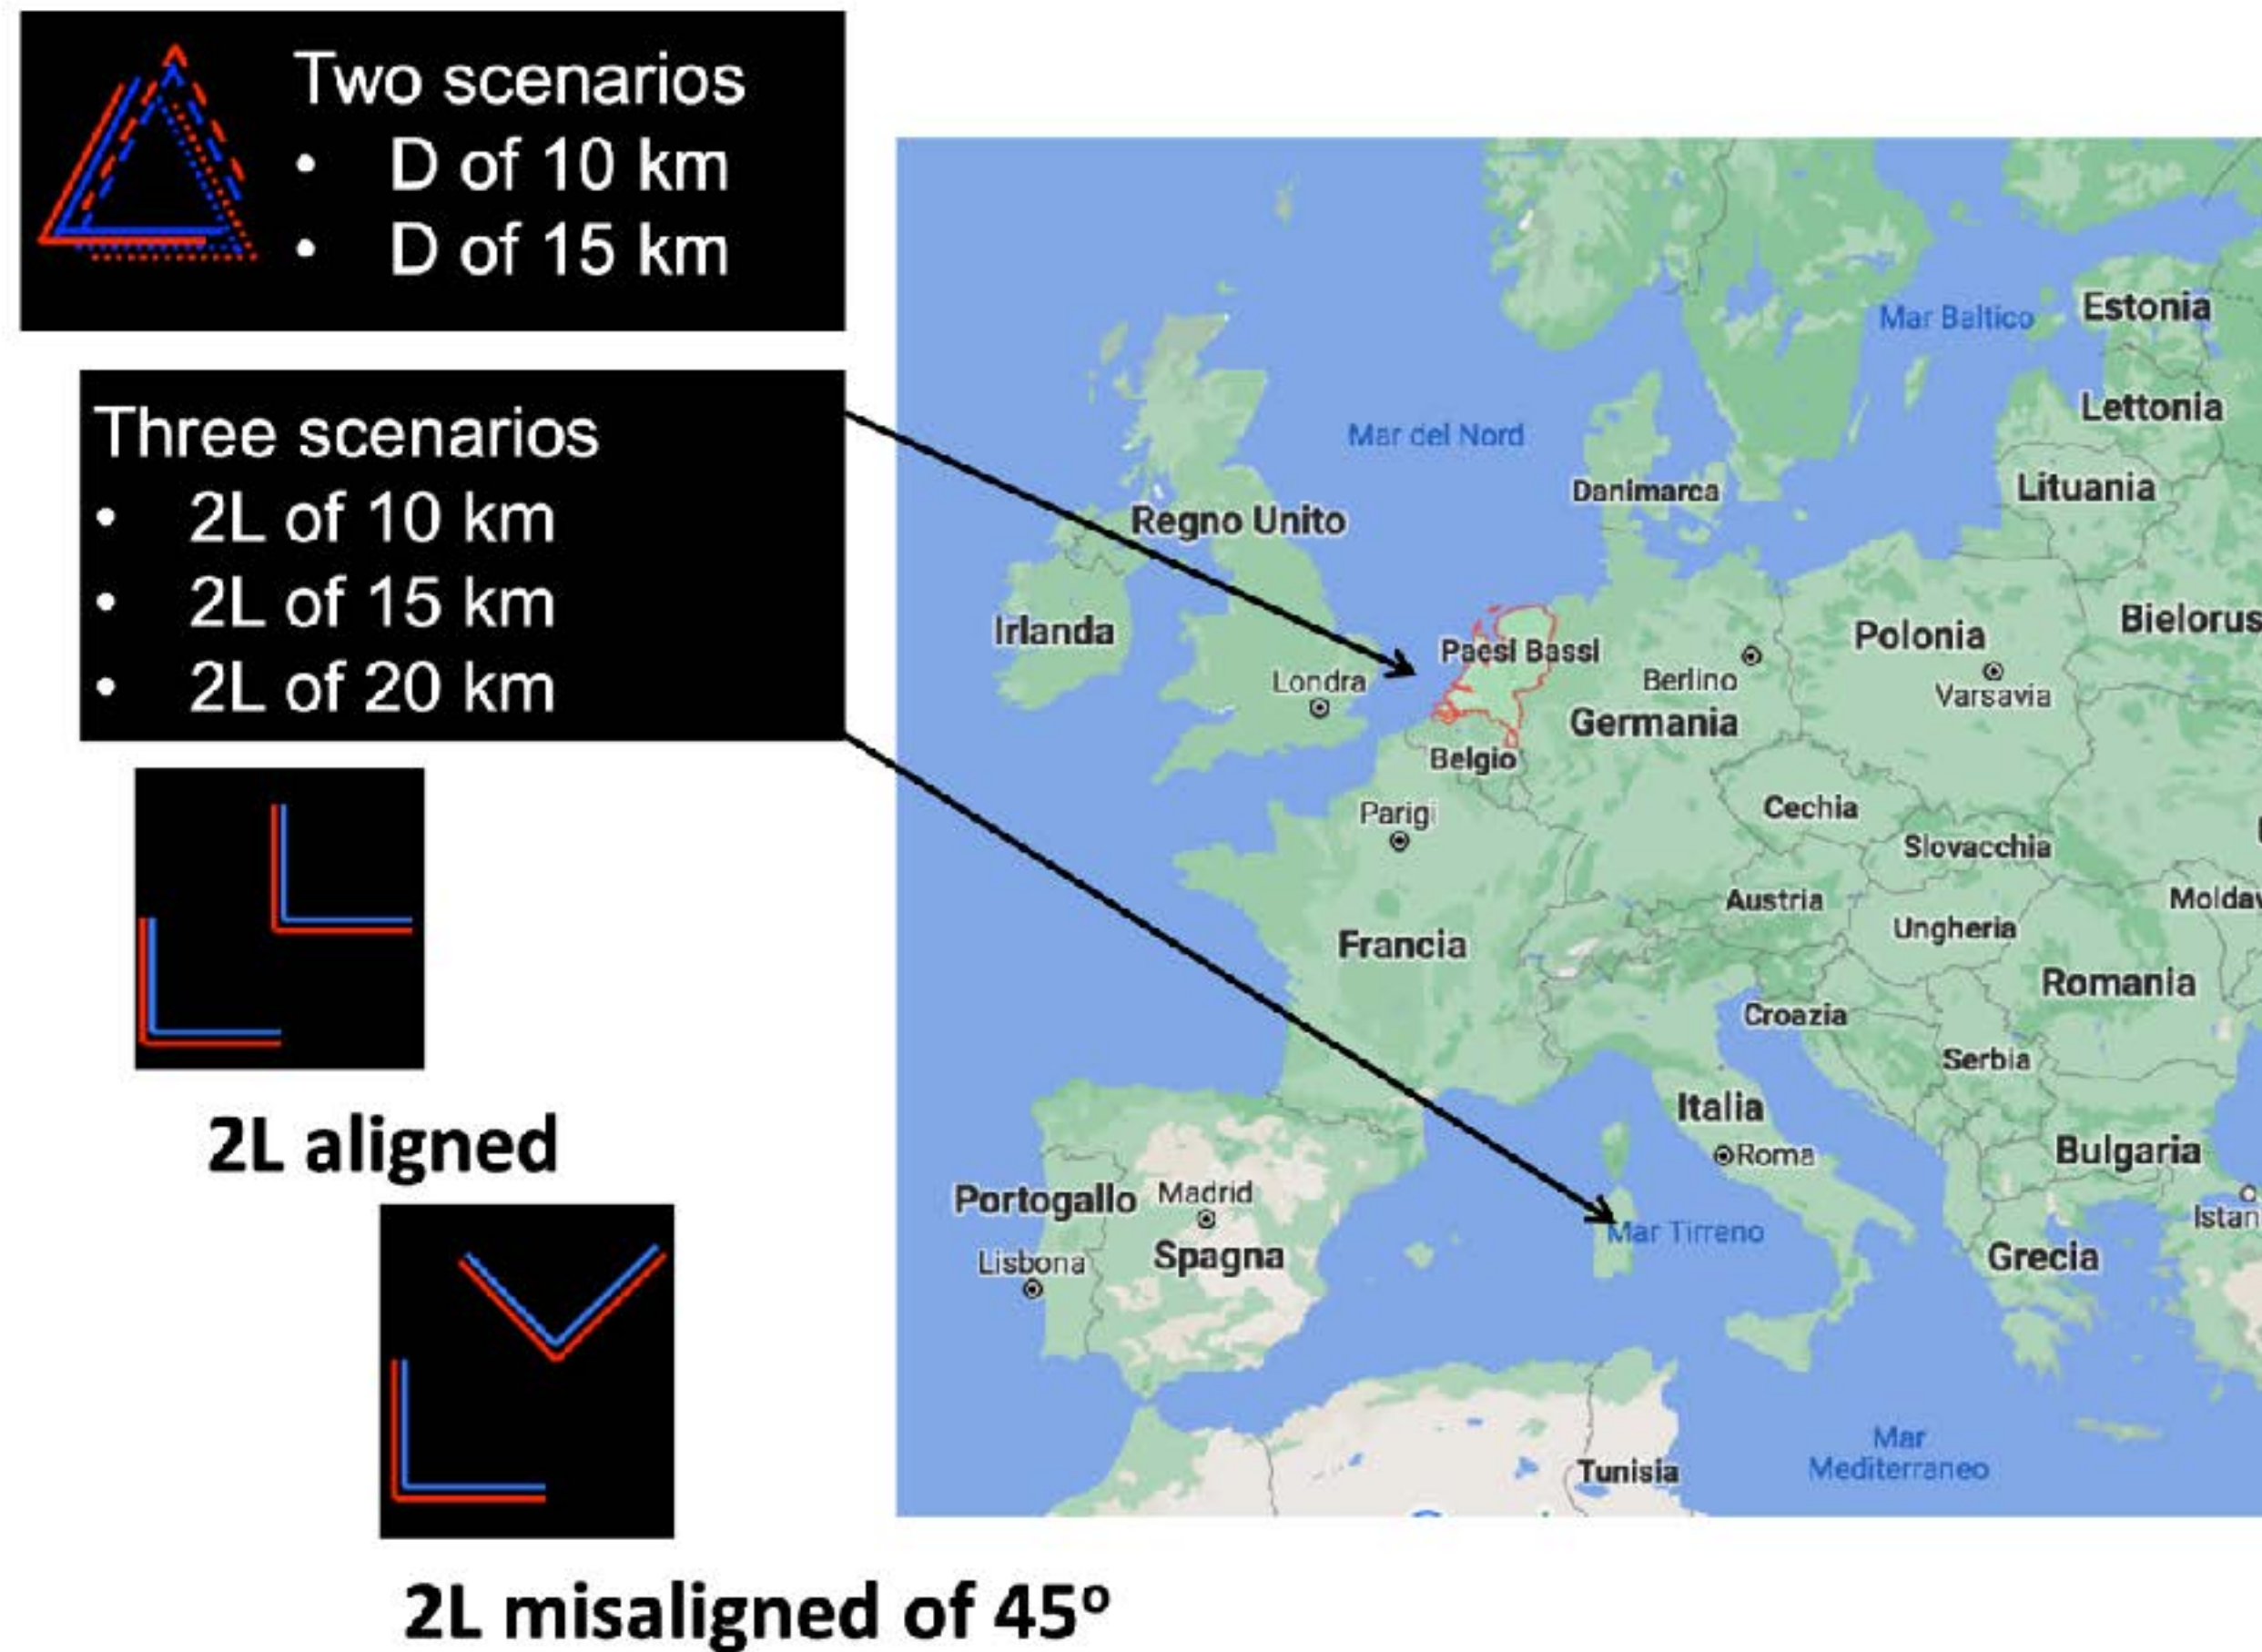 Two scenarios
• D of 10 km
• D of 15 km
Three scenarios
• 2L of 10 km
• 2L of 15 km
• 2L of 20 km
2L aligned
2L misaligned of 45º
Estonia
Mar Baltico
Lettonia
Mar del Nord
Danimarca
Lituania
Regno Unito
Irlanda
Paesi Bassi
Polonia
Bielorus
Londra
Berlino
Varsavia
Germania
Belgio
Parigi
Cechia
Slovacchia
Austria
Moldav
Ungheria
Francia
Romania
Croazia
Serbia
Italia
Roma
Bulgaria
Portogallo
Madrid
Istan
Mar Tirreno
Spagna
Grecia
Lisbona
Mar
Mediterraneo
Tunisia